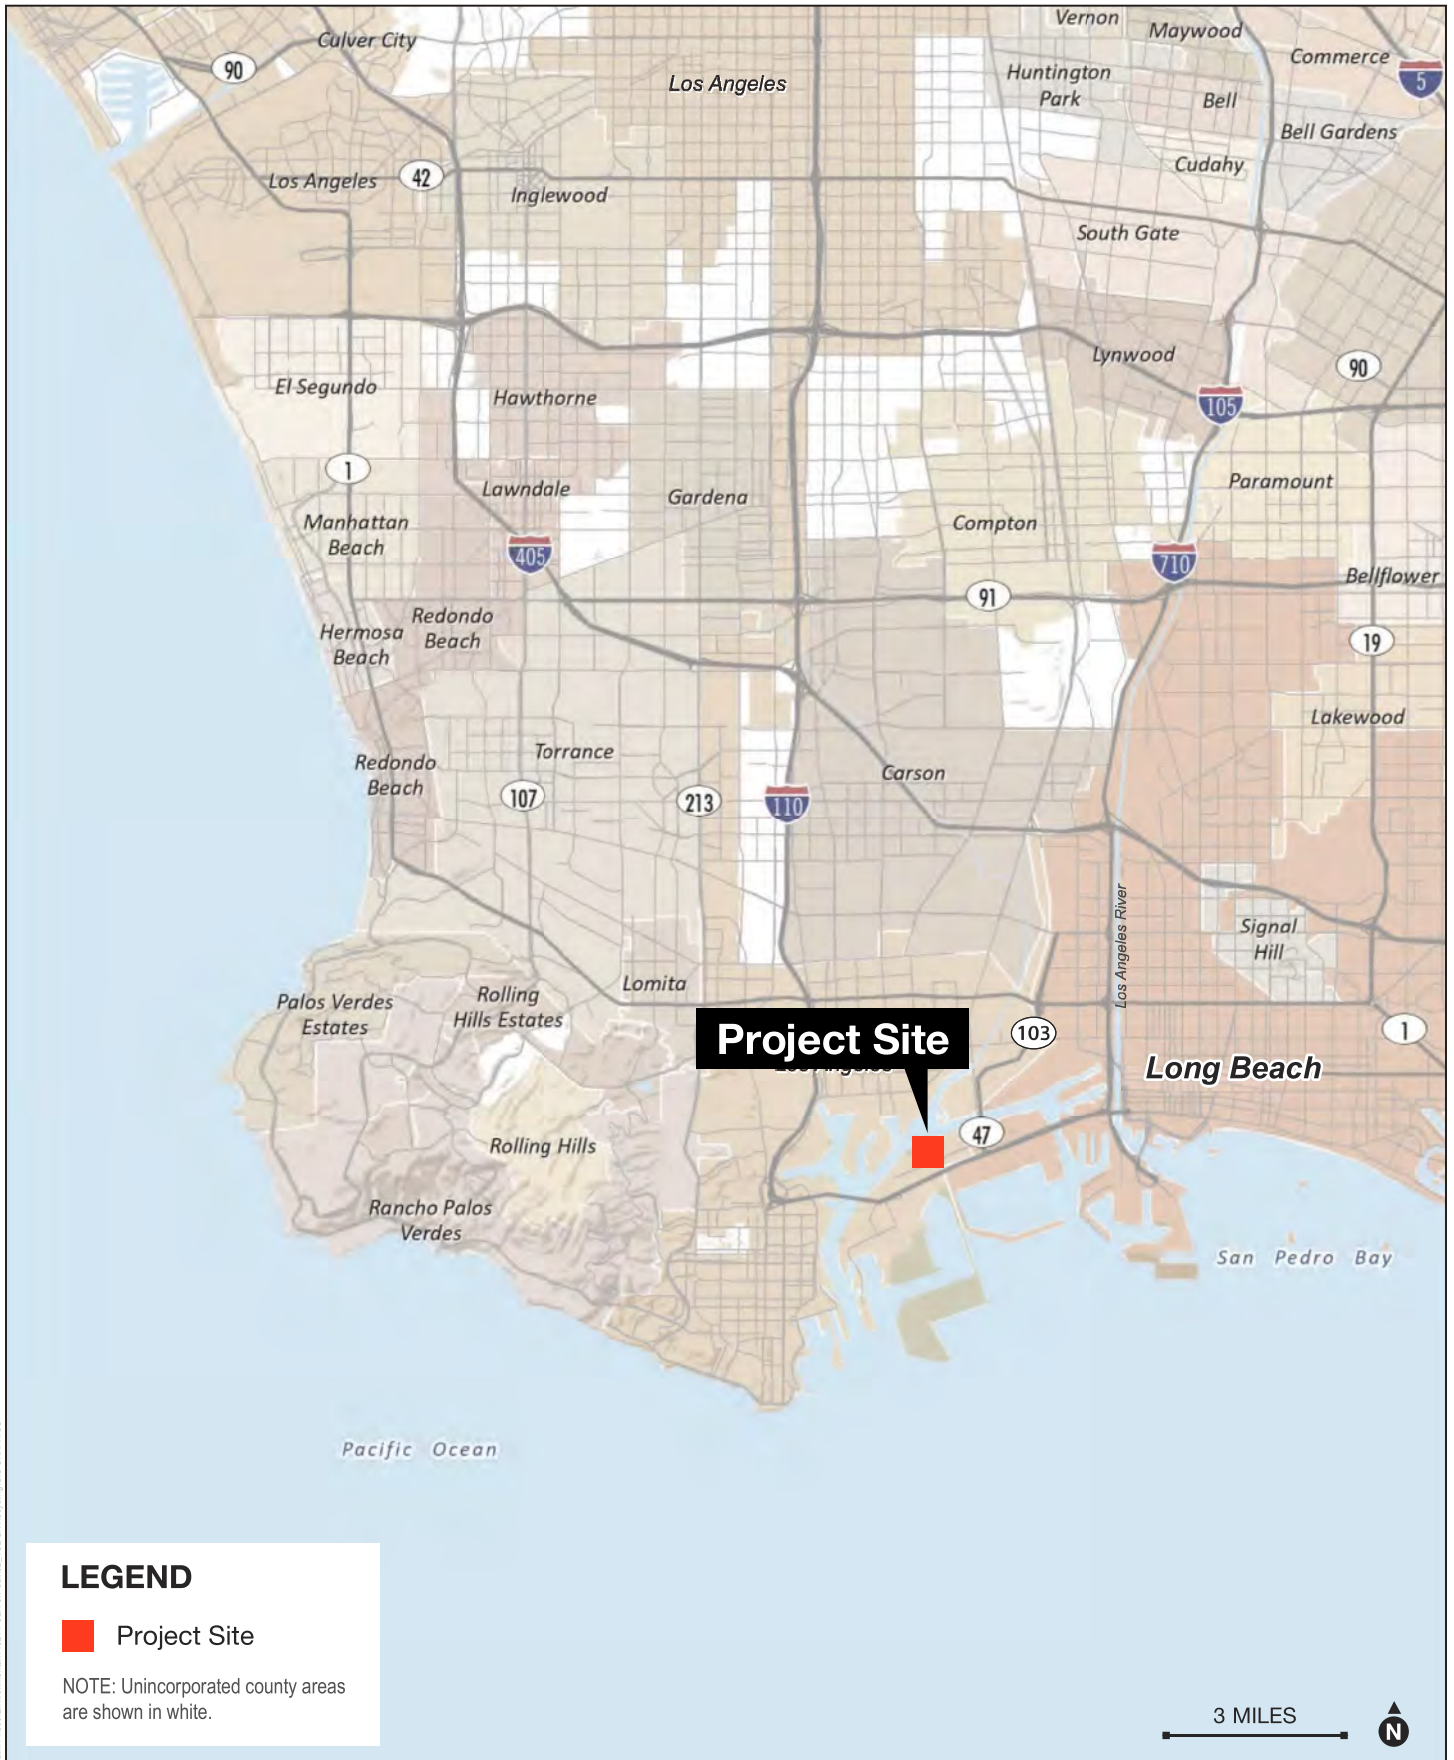 Vernon
Culver City
Maywood
Commerce
90
Los Angeles
Huntington
Park
5
Bell
Bell Gardens
Cudahy
Los Angeles
42
Inglewood
South Gate
Lynwood
90
El Segundo
Hawthorne
105
1
Lawndale
Gardena
Paramount
Manhattan
Beach
Compton
405
710
Bellflower
91
Redondo
Beach
Hermosa
Beach
19
Lakewood
Torrance
Redondo
Beach
Carson
107
213
110
Los Angeles River
Signal
Hill
Lomita
Palos Verdes
Estates
Rolling
Hills Estates
Project Site
103
1
Los Angeles
Long Beach
47
Rolling Hills
Rancho Palos
Verdes
San Pedro Bay
Pacific Ocean
LEGEND
Project Site
NOTE: Unincorporated county areas
are shown in white.
3 MILES
N